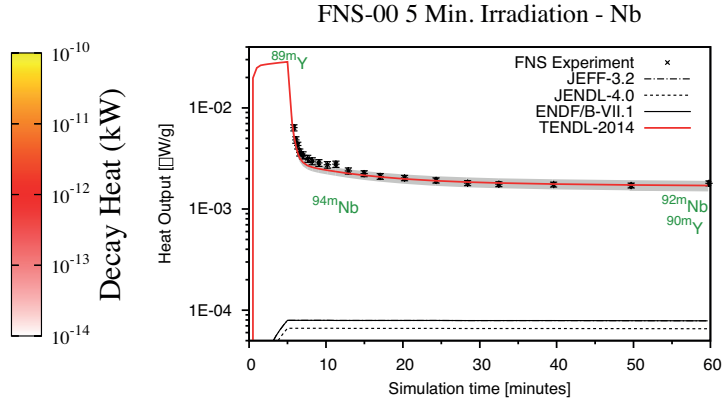 FNS-00 5 Min. Irradiation - Nb
10⁻¹⁰
10⁻¹¹
10⁻¹²
10⁻¹³
10⁻¹⁴
Decay Heat (kW)
Heat Output [□W/g]
1E-02
1E-03
1E-04
⁸⁹ᵐY
FNS Experiment
JEFF-3.2
JENDL-4.0
ENDF/B-VII.1
TENDL-2014
⁹⁴ᵐNb
⁹²ᵐNb
⁹⁰ᵐY
0 10 20 30 40 50 60
Simulation time [minutes]